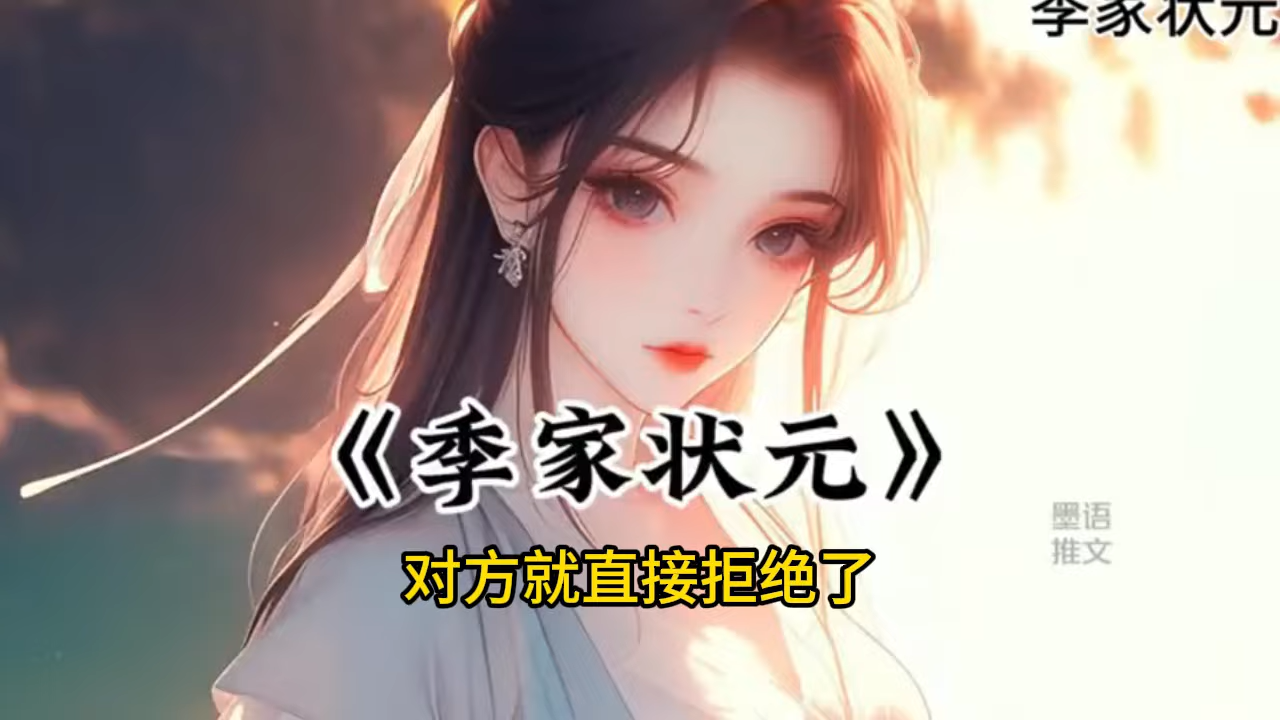 季家状元
《季家状元》
墨语
推文
对方就直接拒绝了